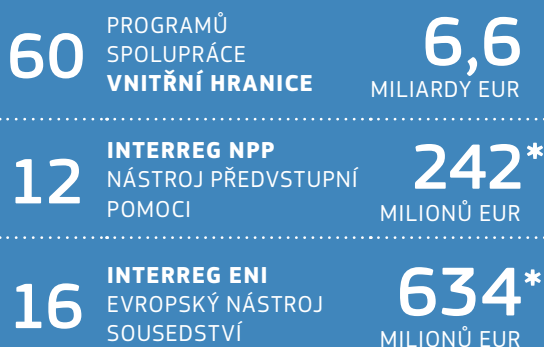 60
PROGRAMŮ
SPOLUPRÁCE
VNITŘNÍ HRANICE
6,6
MILIARDY EUR
12
INTERREG NPP
NÁSTROJ PŘEDVSTUPNÍ
POMOCI
242*
MILIONŮ EUR
16
INTERREG ENI
EVROPSKÝ NÁSTROJ
SOUSEDSTVÍ
634*
MILIONŮ EUR